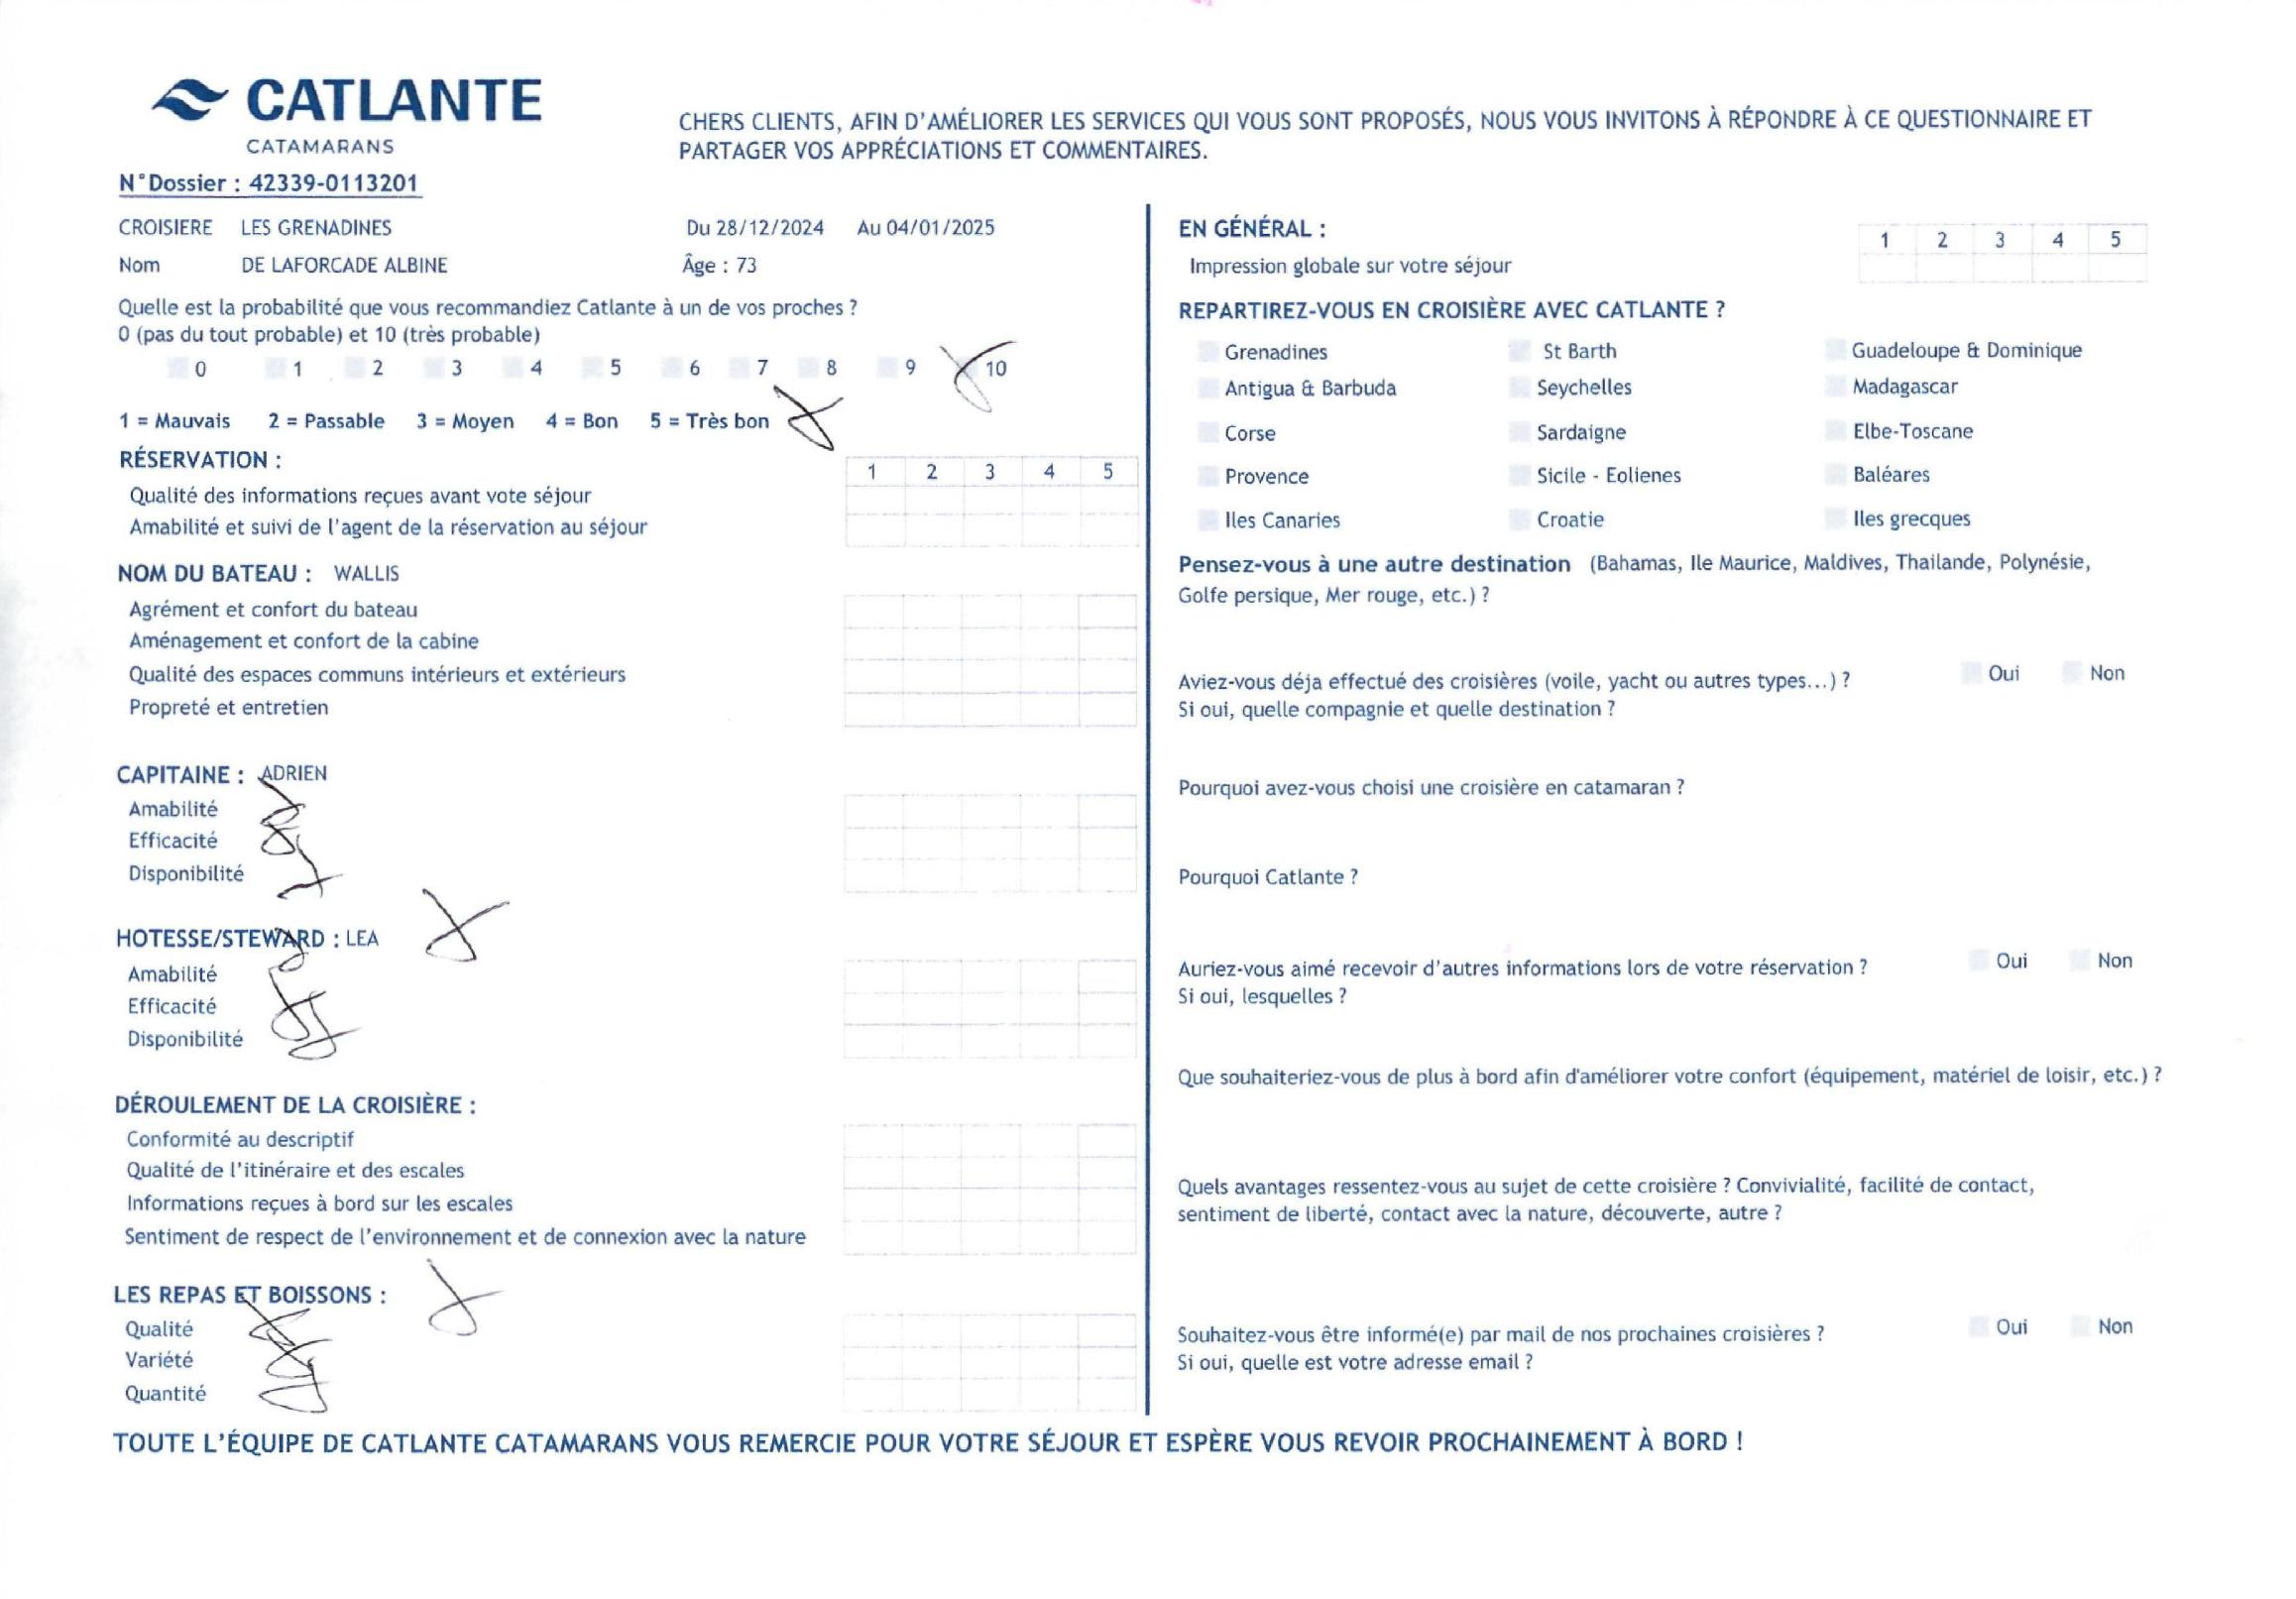 CATLANTE
CATAMARANS
CHERS CLIENTS, AFIN D'AMÉLIORER LES SERVICES QUI VOUS SONT PROPOSÉS, NOUS VOUS INVITONS À RÉPONDRE À CE QUESTIONNAIRE ET
PARTAGER VOS APPRÉCIATIONS ET COMMENTAIRES.
N°Dossier : 42339-0113201
CROISIERE LES GRENADINES Du 28/12/2024 Au 04/01/2025
Nom DE LAFORCADE ALBINE Âge : 73
Quelle est la probabilité que vous recommandiez Catlante à un de vos proches ?
0 (pas du tout probable) et 10 (très probable)
0 1 2 3 4 5 6 7 8 9 10
1 = Mauvais 2 = Passable 3 = Moyen 4 = Bon 5 = Très bon
RÉSERVATION :
1 2 3 4 5
Qualité des informations reçues avant vote séjour
Amabilité et suivi de l'agent de la réservation au séjour
NOM DU BATEAU : WALLIS
Agrément et confort du bateau
Aménagement et confort de la cabine
Qualité des espaces communs intérieurs et extérieurs
Propreté et entretien
CAPITAINE : ADRIEN
Amabilité
Efficacité
Disponibilité
HOTESSE/STEWARD : LEA
Amabilité
Efficacité
Disponibilité
DÉROULEMENT DE LA CROISIÈRE :
Conformité au descriptif
Qualité de l'itinéraire et des escales
Informations reçues à bord sur les escales
Sentiment de respect de l'environnement et de connexion avec la nature
LES REPAS ET BOISSONS :
Qualité
Variété
Quantité
EN GÉNÉRAL :
1 2 3 4 5
Impression globale sur votre séjour
REPARTIREZ-VOUS EN CROISIÈRE AVEC CATLANTE ?
Grenadines St Barth Guadeloupe & Dominique
Antigua & Barbuda Seychelles Madagascar
Corse Sardaigne Elbe-Toscane
Provence Sicile - Eolienes Baléares
Iles Canaries Croatie Iles grecques
Pensez-vous à une autre destination (Bahamas, Ile Maurice, Maldives, Thailande, Polynésie,
Golfe persique, Mer rouge, etc.) ?
Aviez-vous déja effectué des croisières (voile, yacht ou autres types...) ? Oui Non
Si oui, quelle compagnie et quelle destination ?
Pourquoi avez-vous choisi une croisière en catamaran ?
Pourquoi Catlante ?
Auriez-vous aimé recevoir d'autres informations lors de votre réservation ? Oui Non
Si oui, lesquelles ?
Que souhaiteriez-vous de plus à bord afin d'améliorer votre confort (équipement, matériel de loisir, etc.) ?
Quels avantages ressentez-vous au sujet de cette croisière ? Convivialité, facilité de contact,
sentiment de liberté, contact avec la nature, découverte, autre ?
Souhaitez-vous être informé(e) par mail de nos prochaines croisières ? Oui Non
Si oui, quelle est votre adresse email ?
TOUTE L'ÉQUIPE DE CATLANTE CATAMARANS VOUS REMERCIE POUR VOTRE SÉJOUR ET ESPÈRE VOUS REVOIR PROCHAINEMENT À BORD !